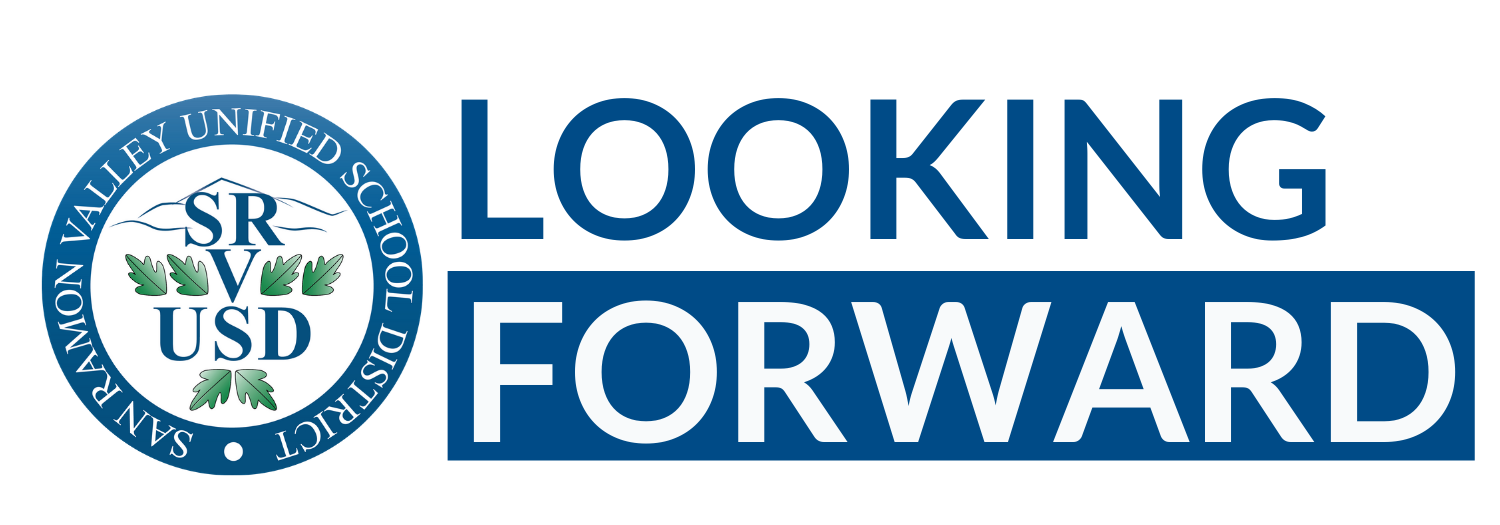 SAN RAMON VALLEY UNIFIED SCHOOL DISTRICT
SR
V
USD
LOOKING
FORWARD